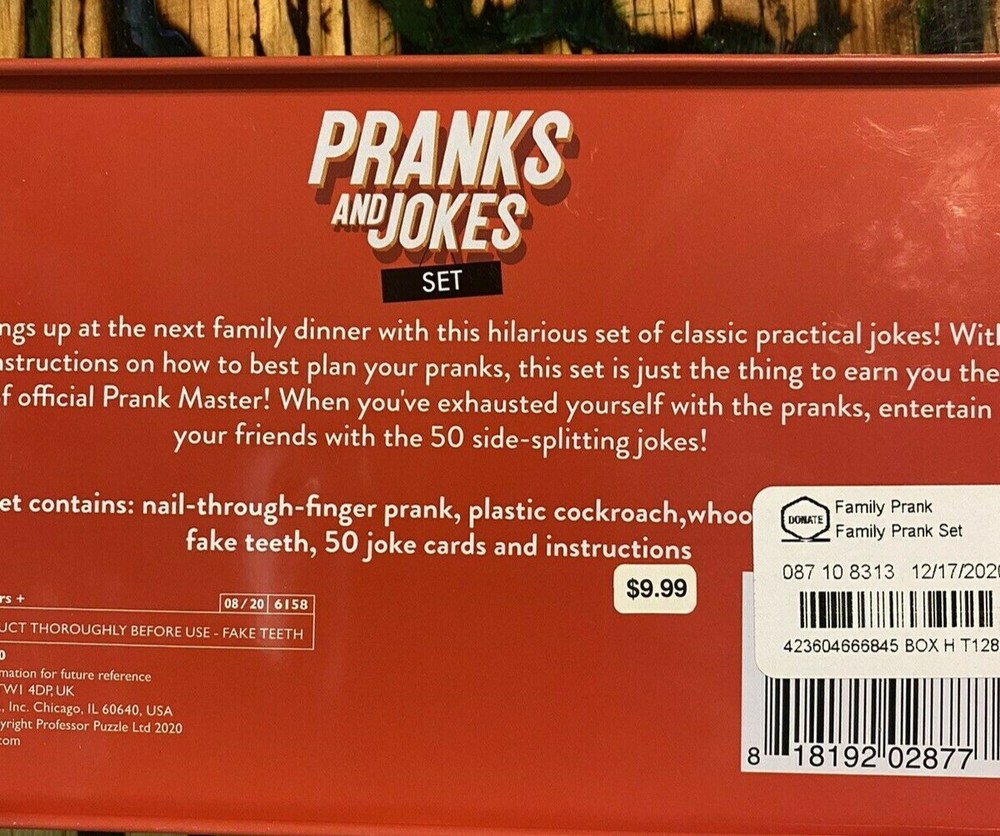 PRANKS
AND JOKES
SET
ngs up at the next family dinner with this hilarious set of classic practical jokes! With
structions on how to best plan your pranks, this set is just the thing to earn you the
f official Prank Master! When you've exhausted yourself with the pranks, entertain
your friends with the 50 side-splitting jokes!
et contains: nail-through-finger prank, plastic cockroach,whoo
fake teeth, 50 joke cards and instructions
$9.99
DONATE
Family Prank
Family Prank Set
087 10 8313 12/17/2020
423604666845 BOX H T128
8 18192 02877
rs +
08/20 6158
UCT THOROUGHLY BEFORE USE - FAKE TEETH
0
mation for future reference
TW1 4DP, UK
., Inc. Chicago, IL 60640, USA
yright Professor Puzzle Ltd 2020
com